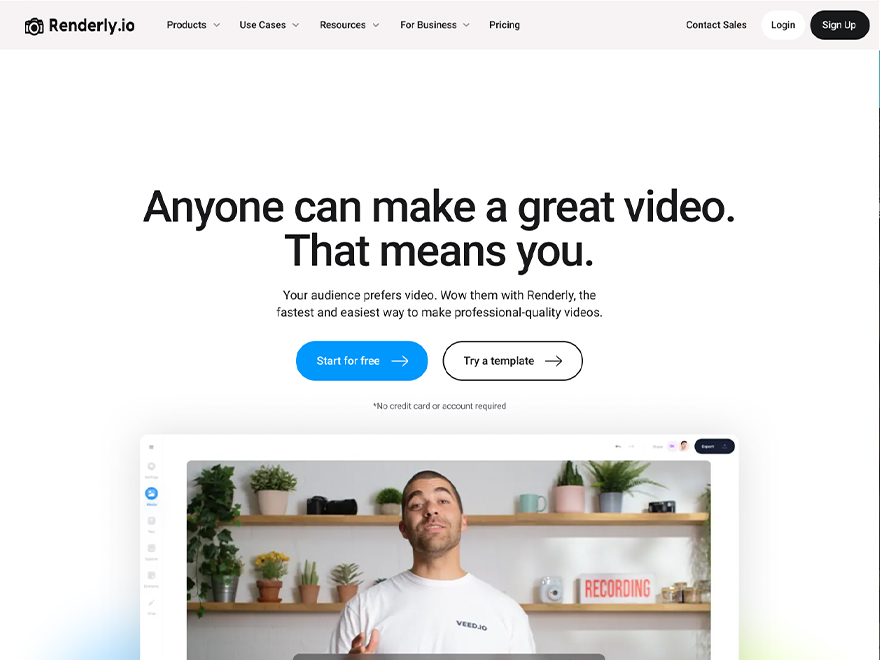 Renderly.io
Products
Use Cases
Resources
For Business
Pricing
Contact Sales
Login
Sign Up
Anyone can make a great video.
That means you.
Your audience prefers video. Wow them with Renderly, the
fastest and easiest way to make professional-quality videos.
Start for free
Try a template
*No credit card or account required
Export
Media
RECORDING
VEED.IO